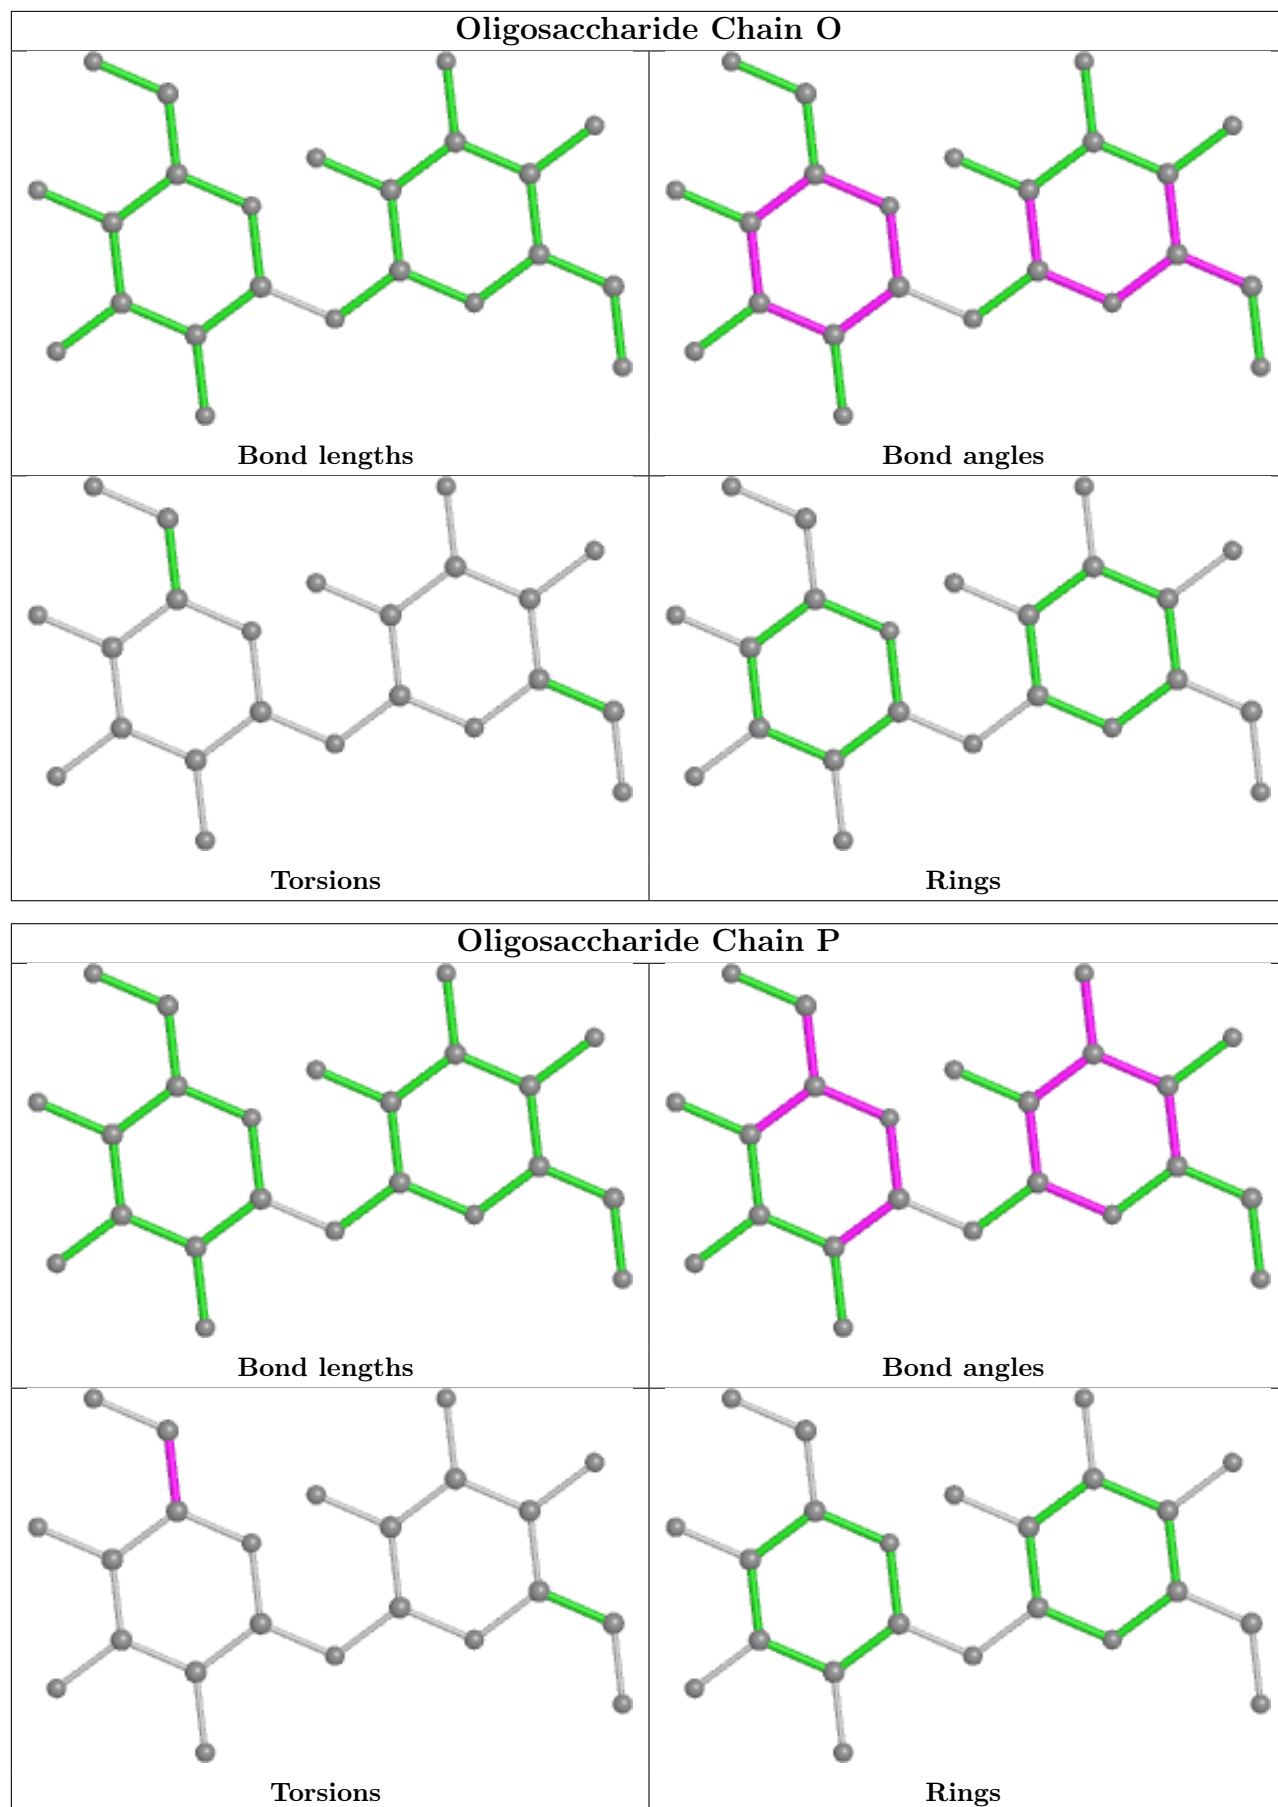 Oligosaccharide Chain O
Bond lengths
Bond angles
Torsions
Rings
Oligosaccharide Chain P
Bond lengths
Bond angles
Torsions
Rings